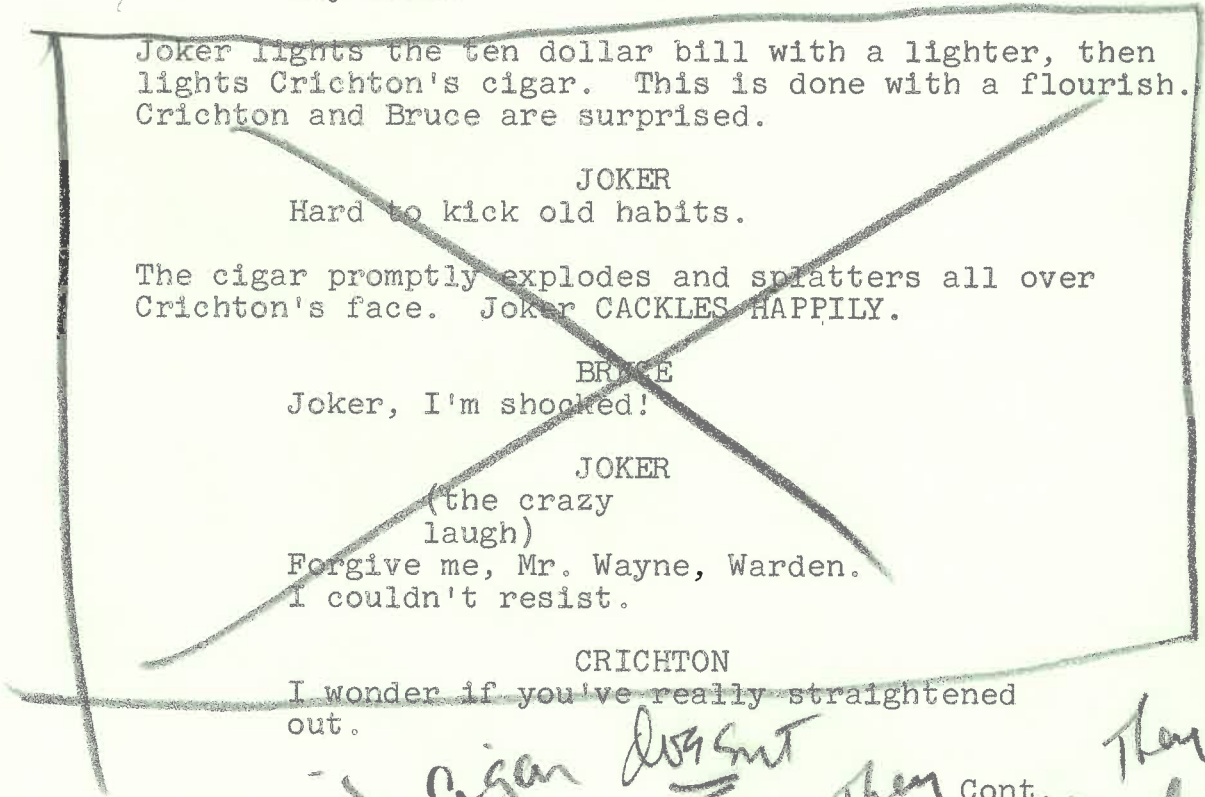 Joker lights the ten dollar bill with a lighter, then
lights Crichton's cigar.  This is done with a flourish.
Crichton and Bruce are surprised.
JOKER
Hard to kick old habits.
The cigar promptly explodes and splatters all over
Crichton's face.  Joker CACKLES HAPPILY.
BRUCE
Joker, I'm shocked!
JOKER
(the crazy
laugh)
Forgive me, Mr. Wayne, Warden.
I couldn't resist.
CRICHTON
I wonder if you've really straightened
out.
Cigar doesnt They
They Cont.